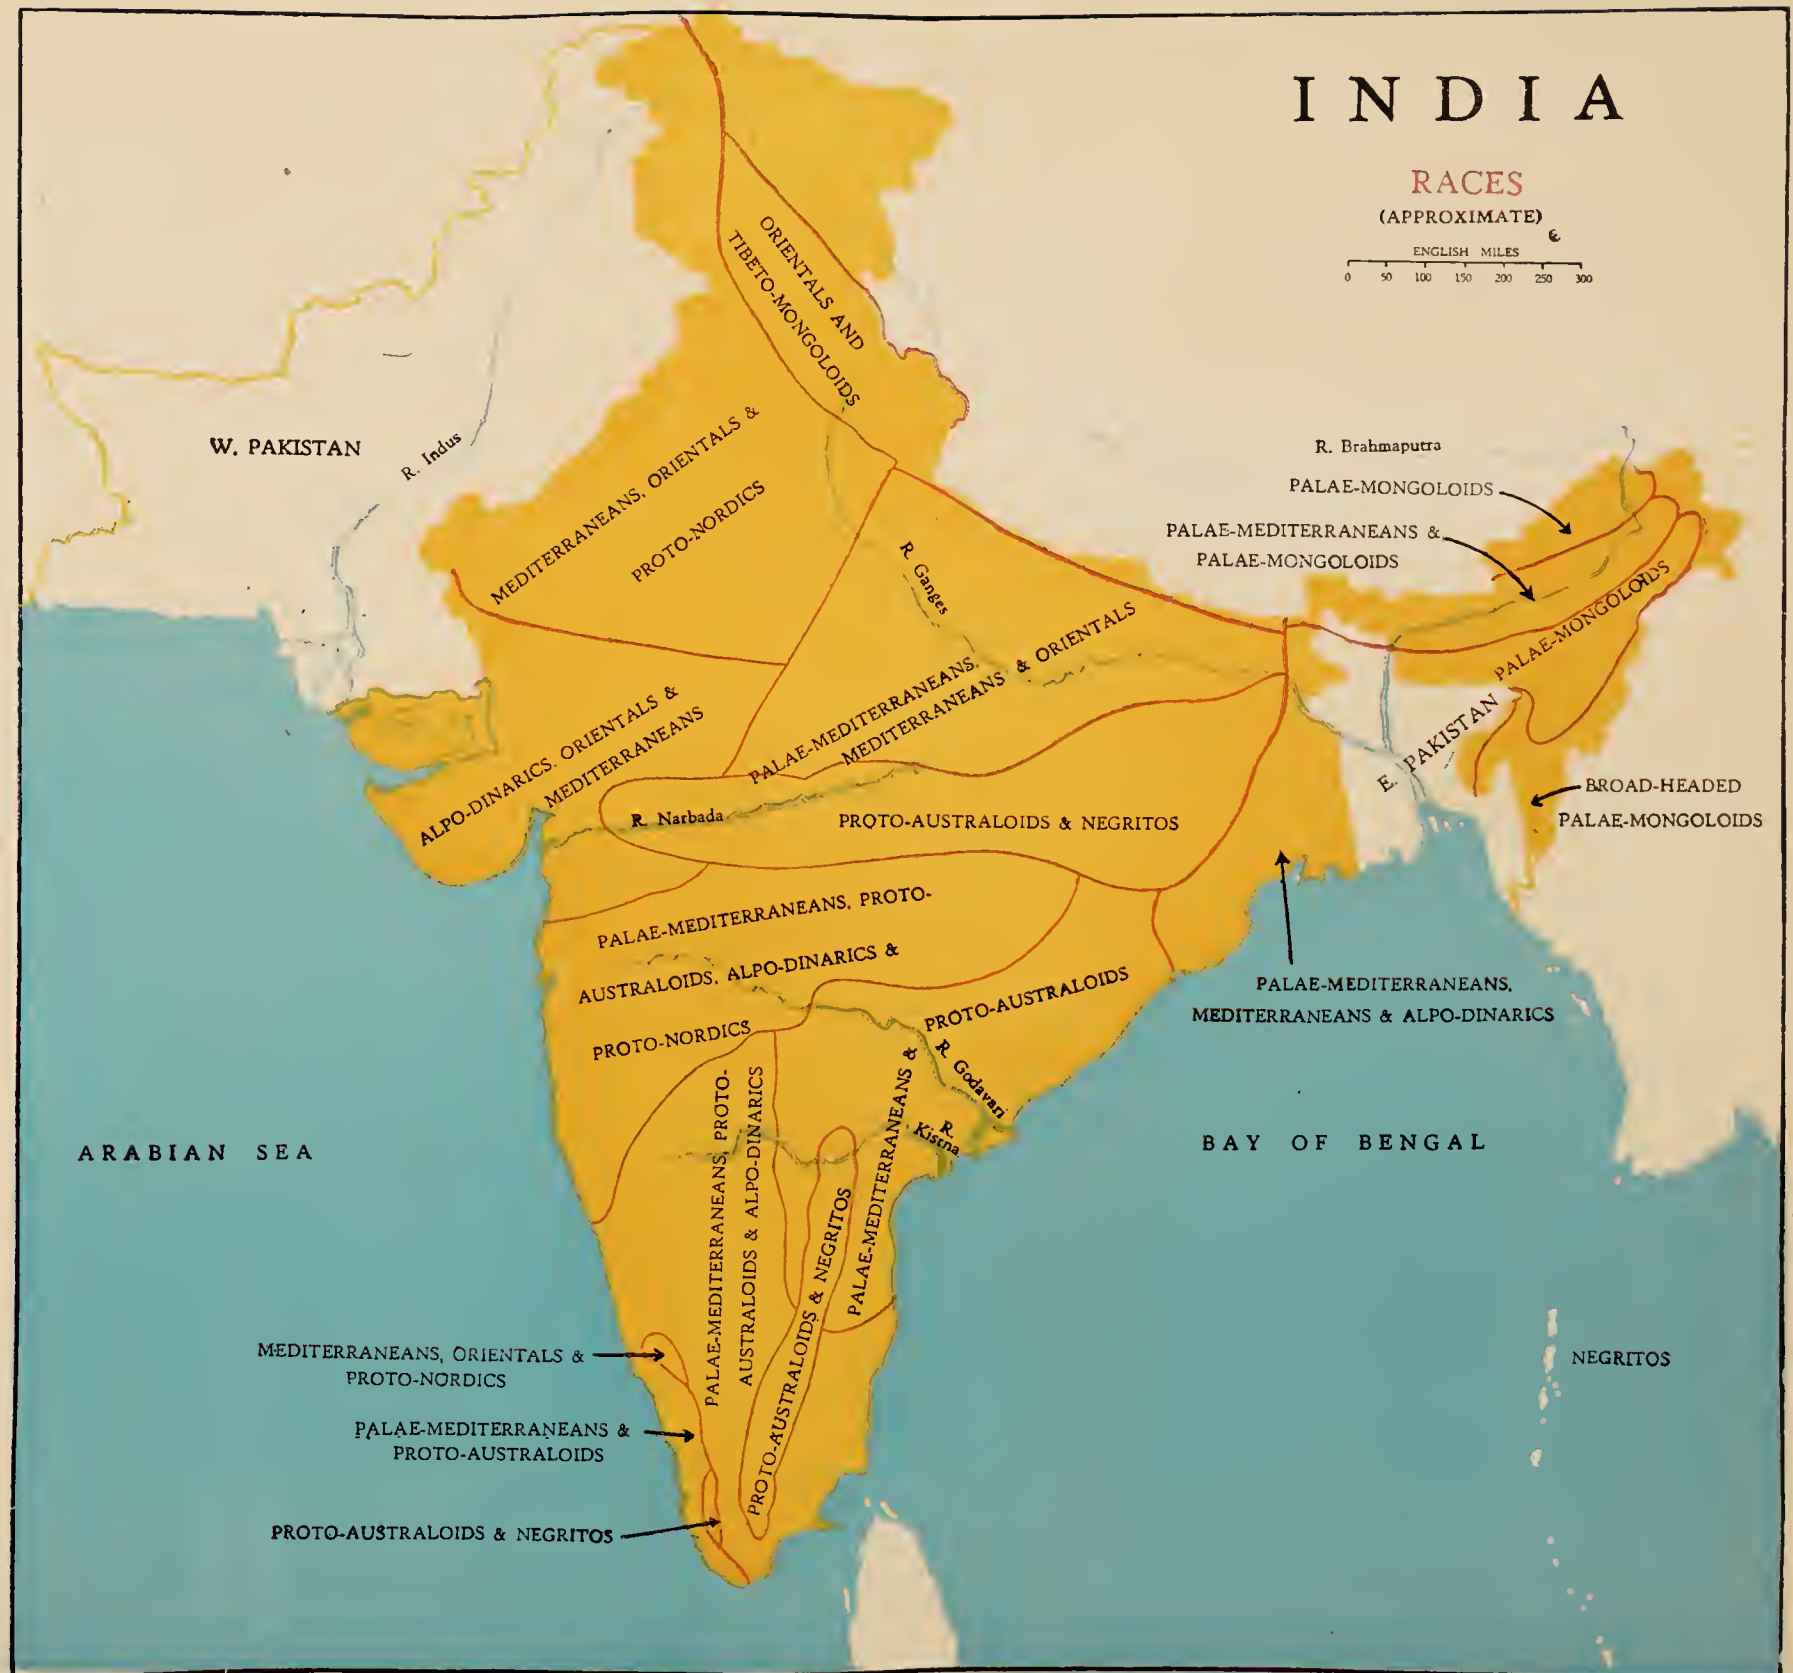 INDIA
RACES
(APPROXIMATE)
ENGLISH MILES
0 50 100 150 200 250 300
ORIENTALS AND
TIBETO-MONGOLOIDS
W. PAKISTAN
R. Indus
MEDITERRANEANS, ORIENTALS &
PROTO-NORDICS
R. Brahmaputra
PALAE-MONGOLOIDS
PALAE-MEDITERRANEANS &
PALAE-MONGOLOIDS
PALAE-MONGOLOIDS
R. Ganges
PALAE-MEDITERRANEANS,
MEDITERRANEANS & ORIENTALS
ALPO-DINARICS, ORIENTALS &
MEDITERRANEANS
E. PAKISTAN
BROAD-HEADED
PALAE-MONGOLOIDS
R. Narbada
PROTO-AUSTRALOIDS & NEGRITOS
PALAE-MEDITERRANEANS, PROTO-
AUSTRALOIDS, ALPO-DINARICS &
PROTO-NORDICS
PALAE-MEDITERRANEANS,
MEDITERRANEANS & ALPO-DINARICS
PALAE-MEDITERRANEANS &
PROTO-AUSTRALOIDS
R. Godavari
R.
Kistna
PALAE-MEDITERRANEANS, PROTO-
AUSTRALOIDS & ALPO-DINARICS
PROTO-AUSTRALOIDS & NEGRITOS
ARABIAN SEA
BAY OF BENGAL
MEDITERRANEANS, ORIENTALS &
PROTO-NORDICS
PALAE-MEDITERRANEANS &
PROTO-AUSTRALOIDS
PROTO-AUSTRALOIDS & NEGRITOS
NEGRITOS